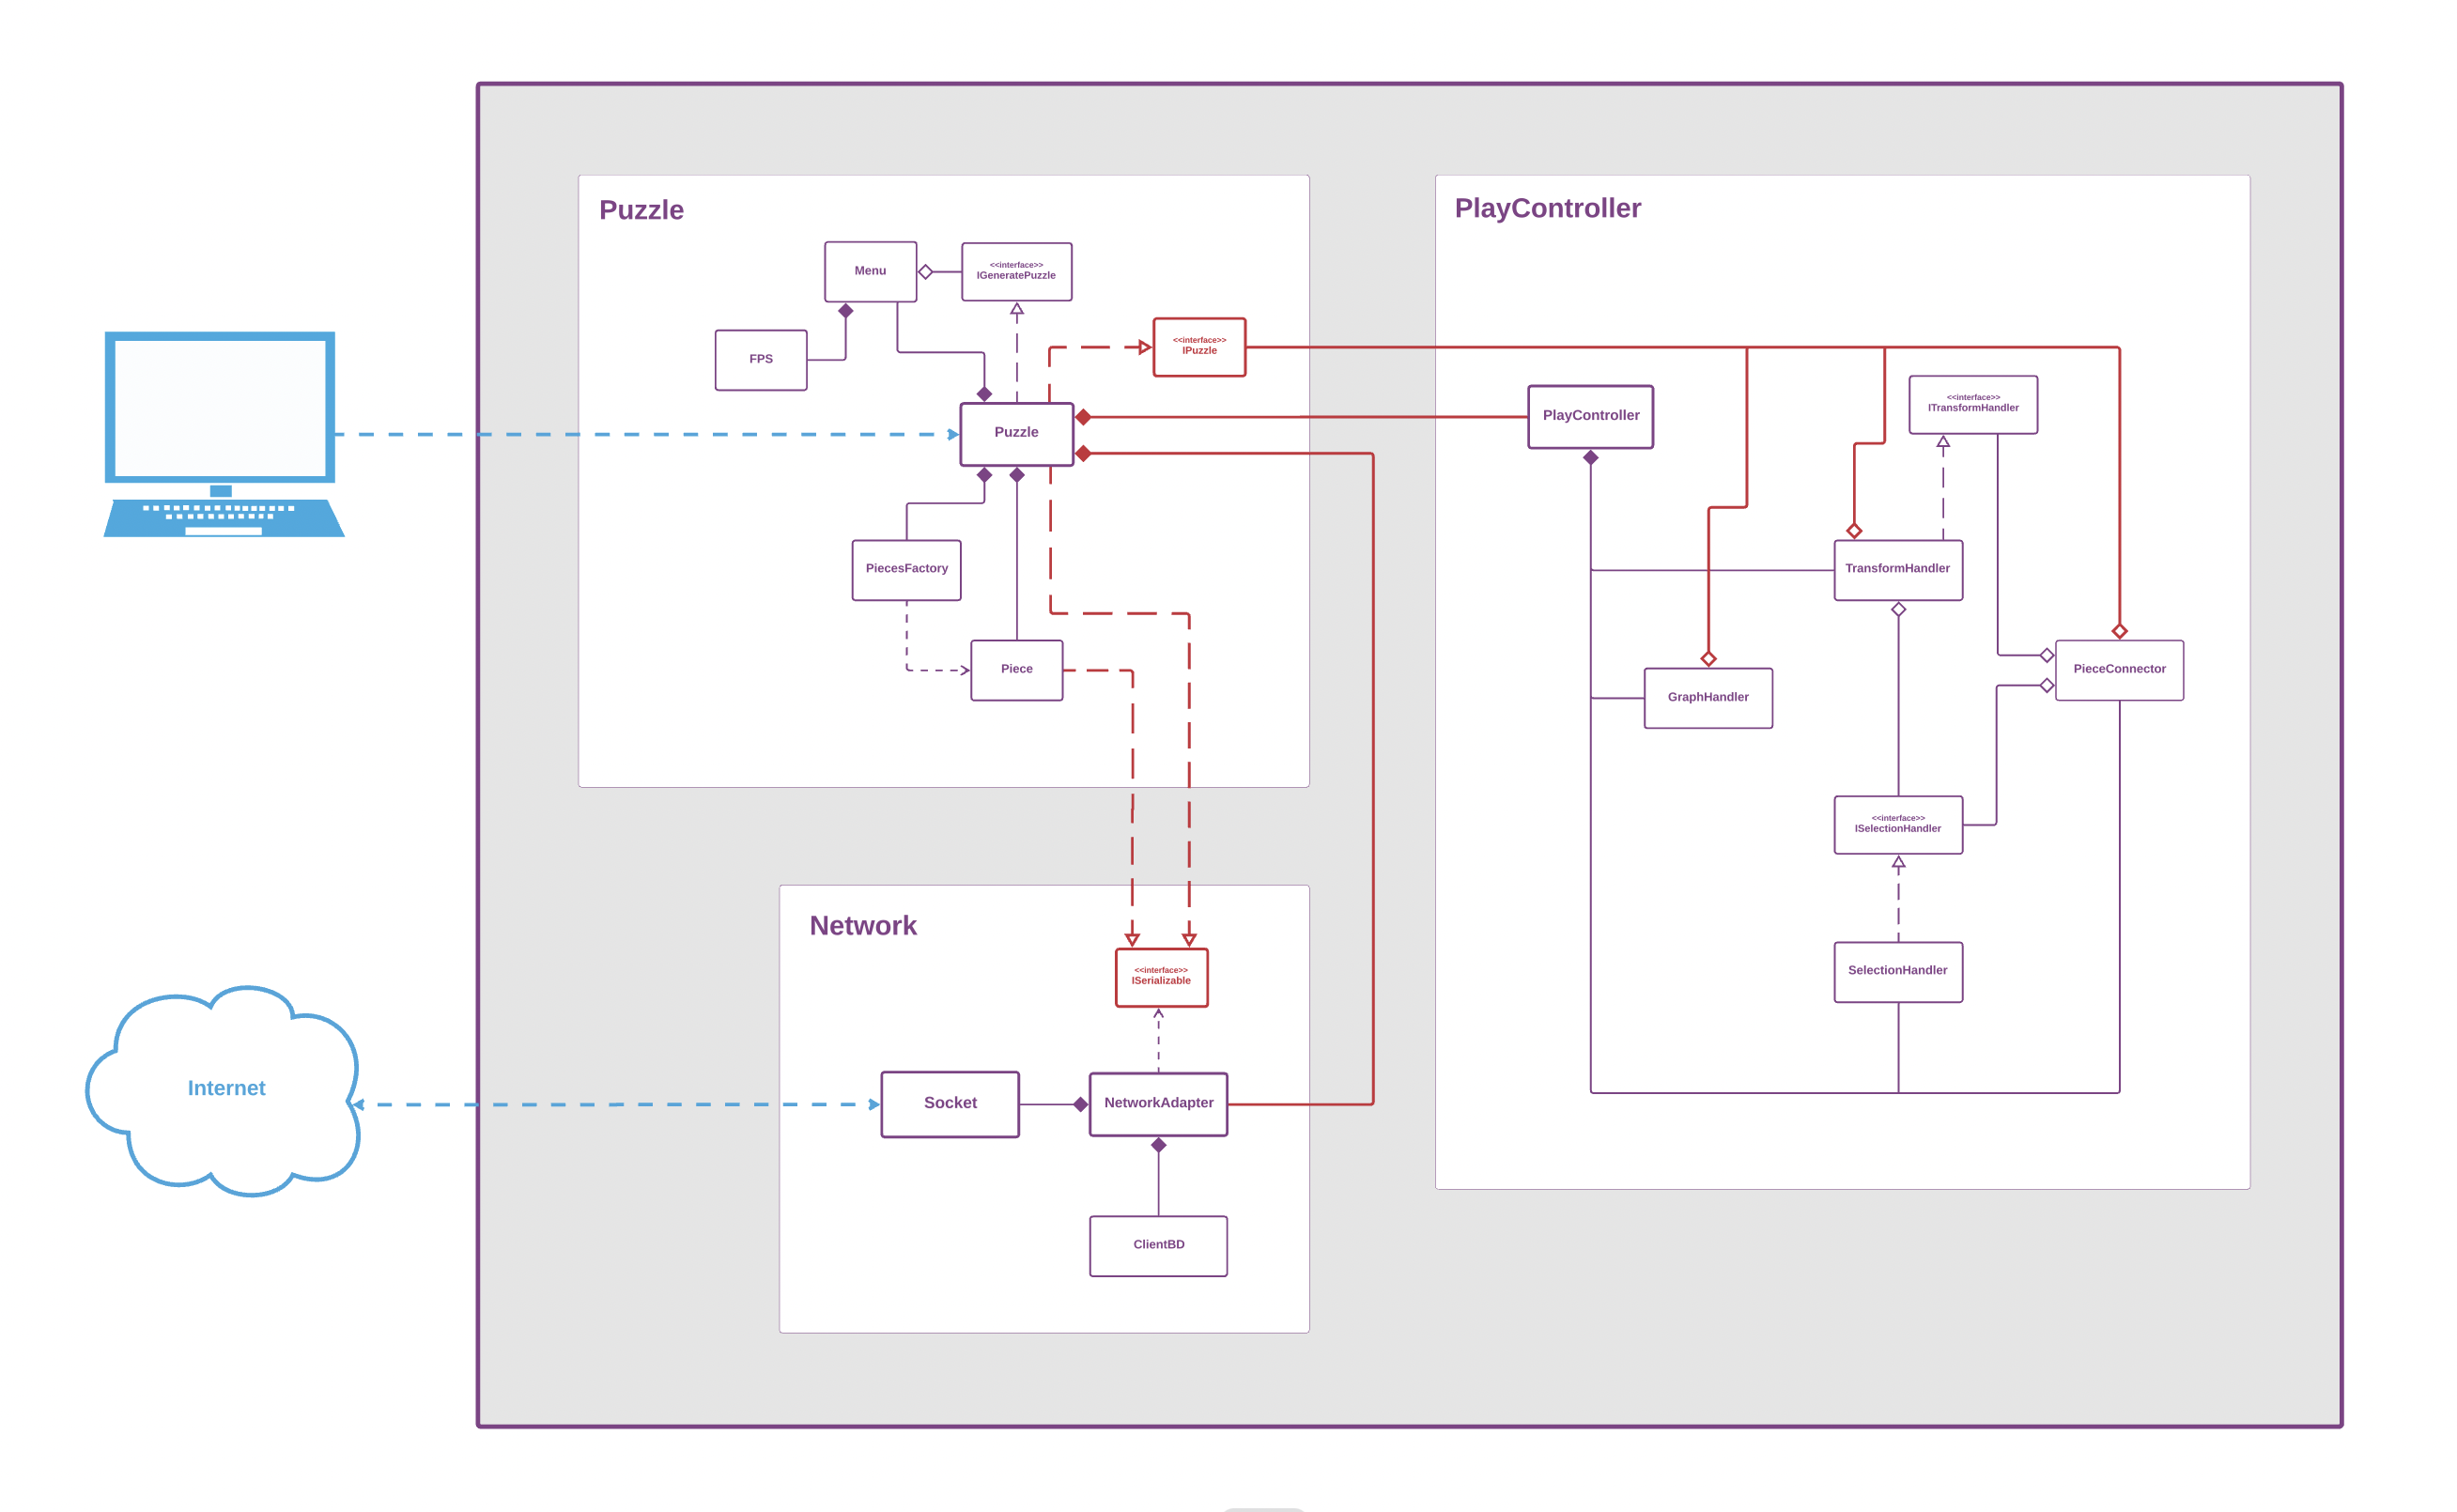 Puzzle
PlayController
Menu
<<interface>>
IGeneratePuzzle
FPS
<<interface>>
IPuzzle
PlayController
<<interface>>
ITransformHandler
Puzzle
PiecesFactory
TransformHandler
Piece
PieceConnector
GraphHandler
<<interface>>
ISelectionHandler
Network
<<interface>>
ISerializable
SelectionHandler
Internet
Socket
NetworkAdapter
ClientBD